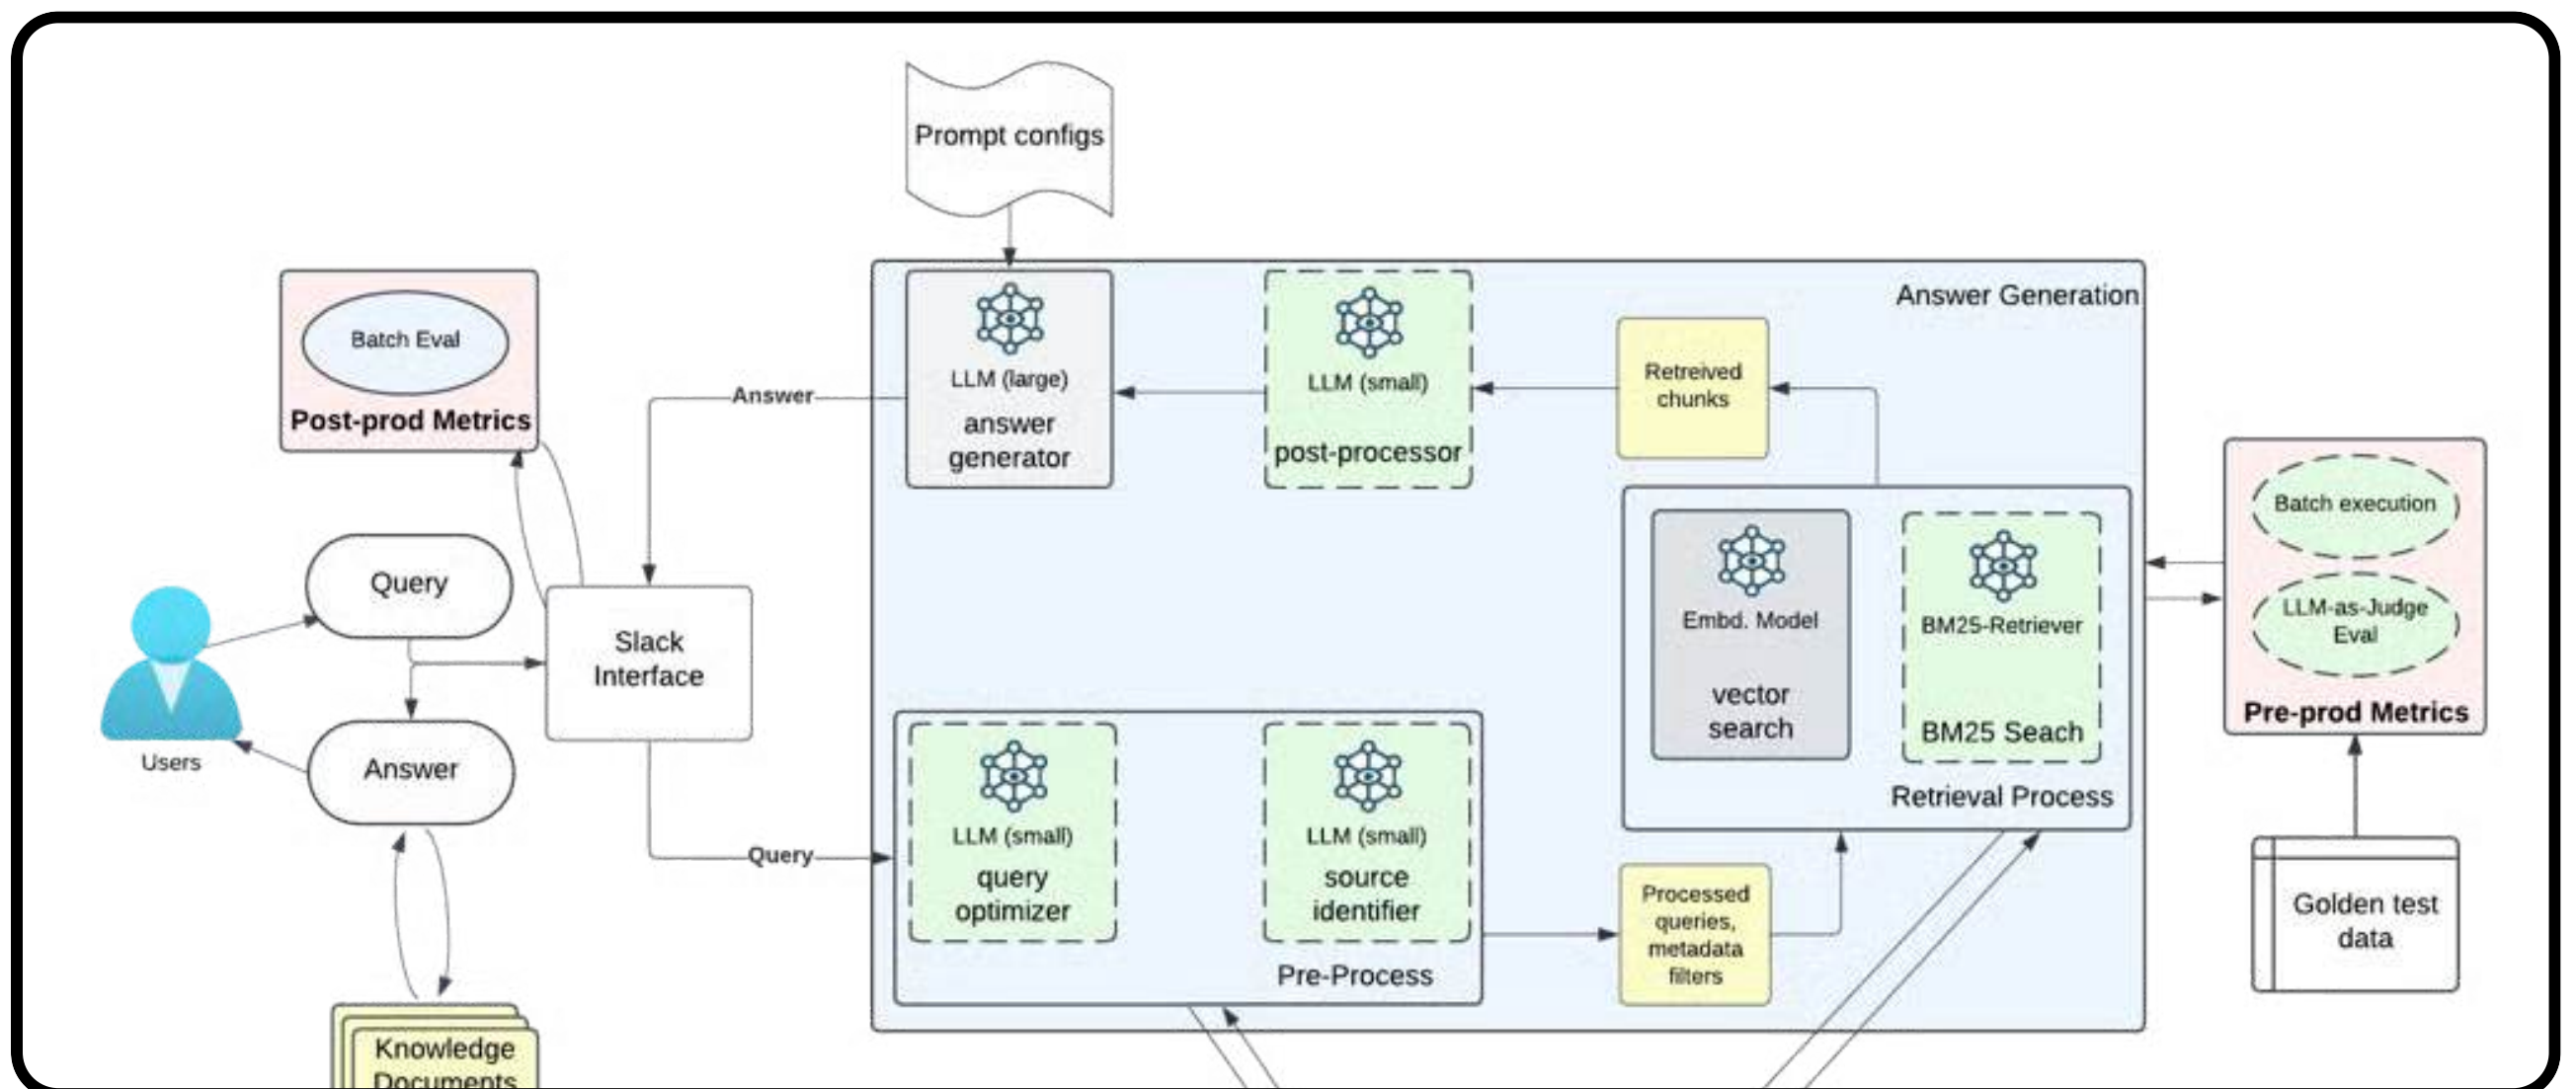 Prompt configs
Answer Generation
Batch Eval
Post-prod Metrics
Answer
LLM (large)
answer
generator
LLM (small)
post-processor
Retreived
chunks
Query
Answer
Users
Slack
Interface
Query
Embd. Model
vector
search
BM25-Retriever
BM25 Seach
Retrieval Process
Batch execution
LLM-as-Judge
Eval
Pre-prod Metrics
LLM (small)
query
optimizer
LLM (small)
source
identifier
Pre-Process
Processed
queries,
metadata
filters
Golden test
data
Knowledge
Documents